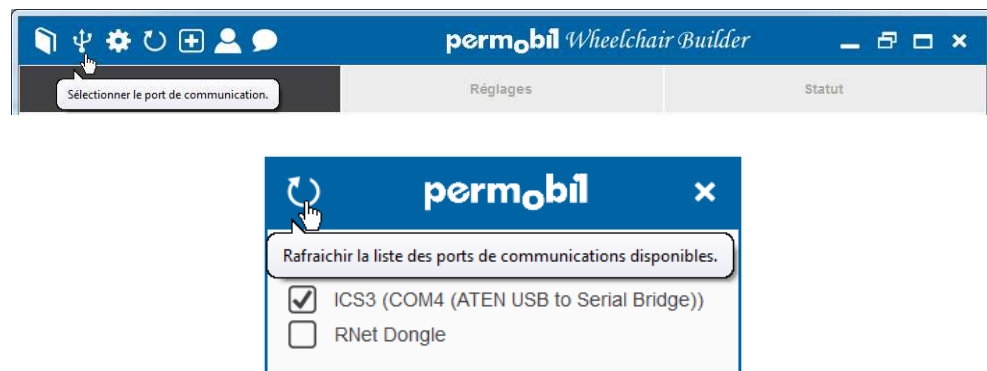 permobil Wheelchair Builder
Sélectionner le port de communication.
Réglages
Statut
permobil
Rafraichir la liste des ports de communications disponibles.
ICS3 (COM4 (ATEN USB to Serial Bridge))
RNet Dongle